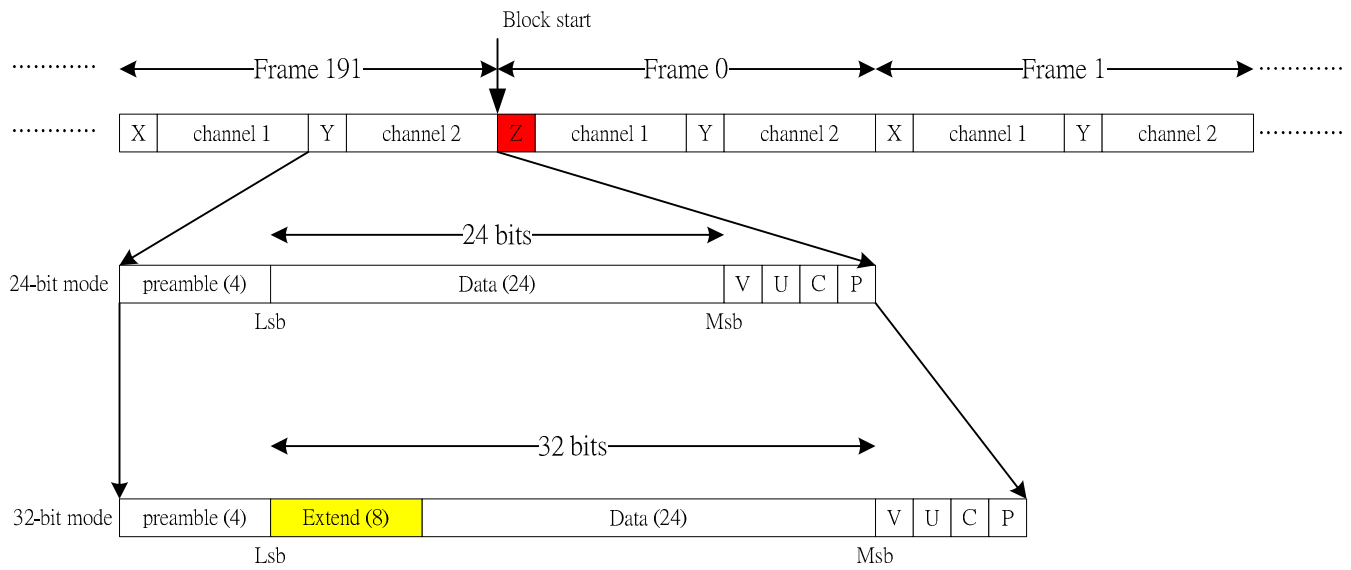 Block start
………… Frame 191 Frame 0 Frame 1 …………
………… X channel 1 Y channel 2 Z channel 1 Y channel 2 X channel 1 Y channel 2 …………
24 bits
24-bit mode preamble (4) Data (24) V U C P
Lsb Msb
32 bits
32-bit mode preamble (4) Extend (8) Data (24) V U C P
Lsb Msb